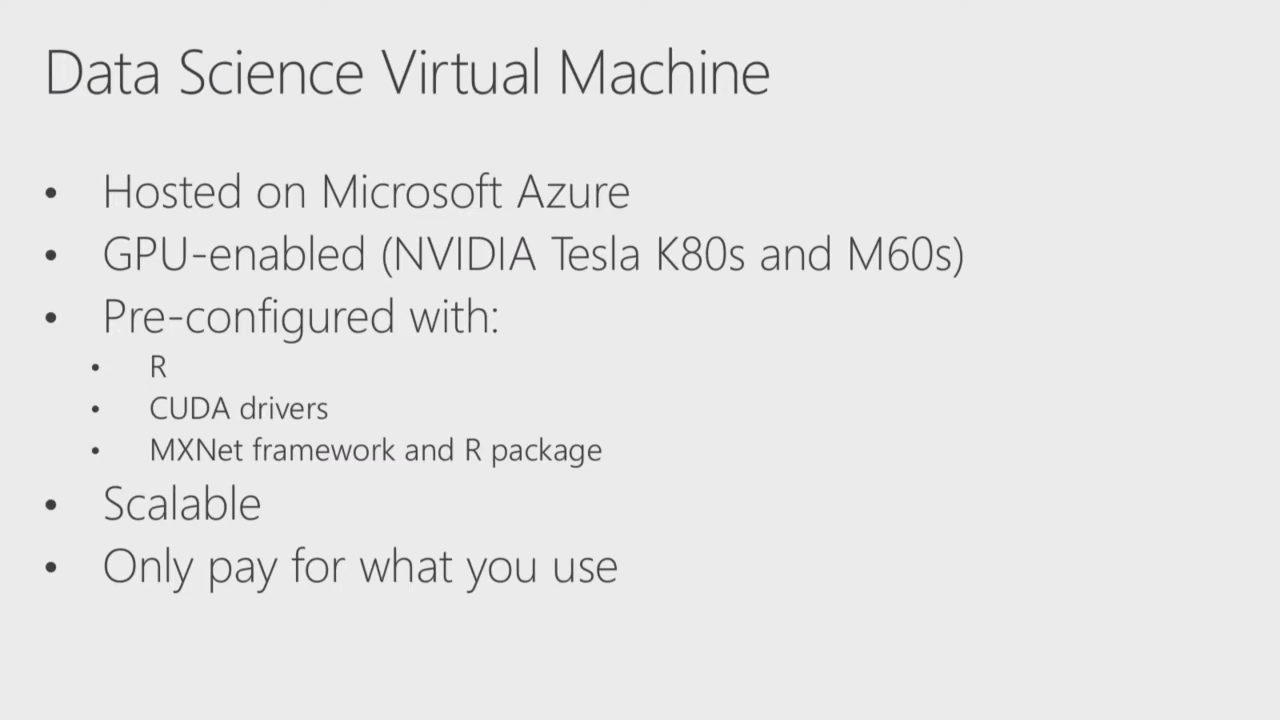 Data Science Virtual Machine
• Hosted on Microsoft Azure
• GPU-enabled (NVIDIA Tesla K80s and M60s)
• Pre-configured with:
• R
• CUDA drivers
• MXNet framework and R package
• Scalable
• Only pay for what you use